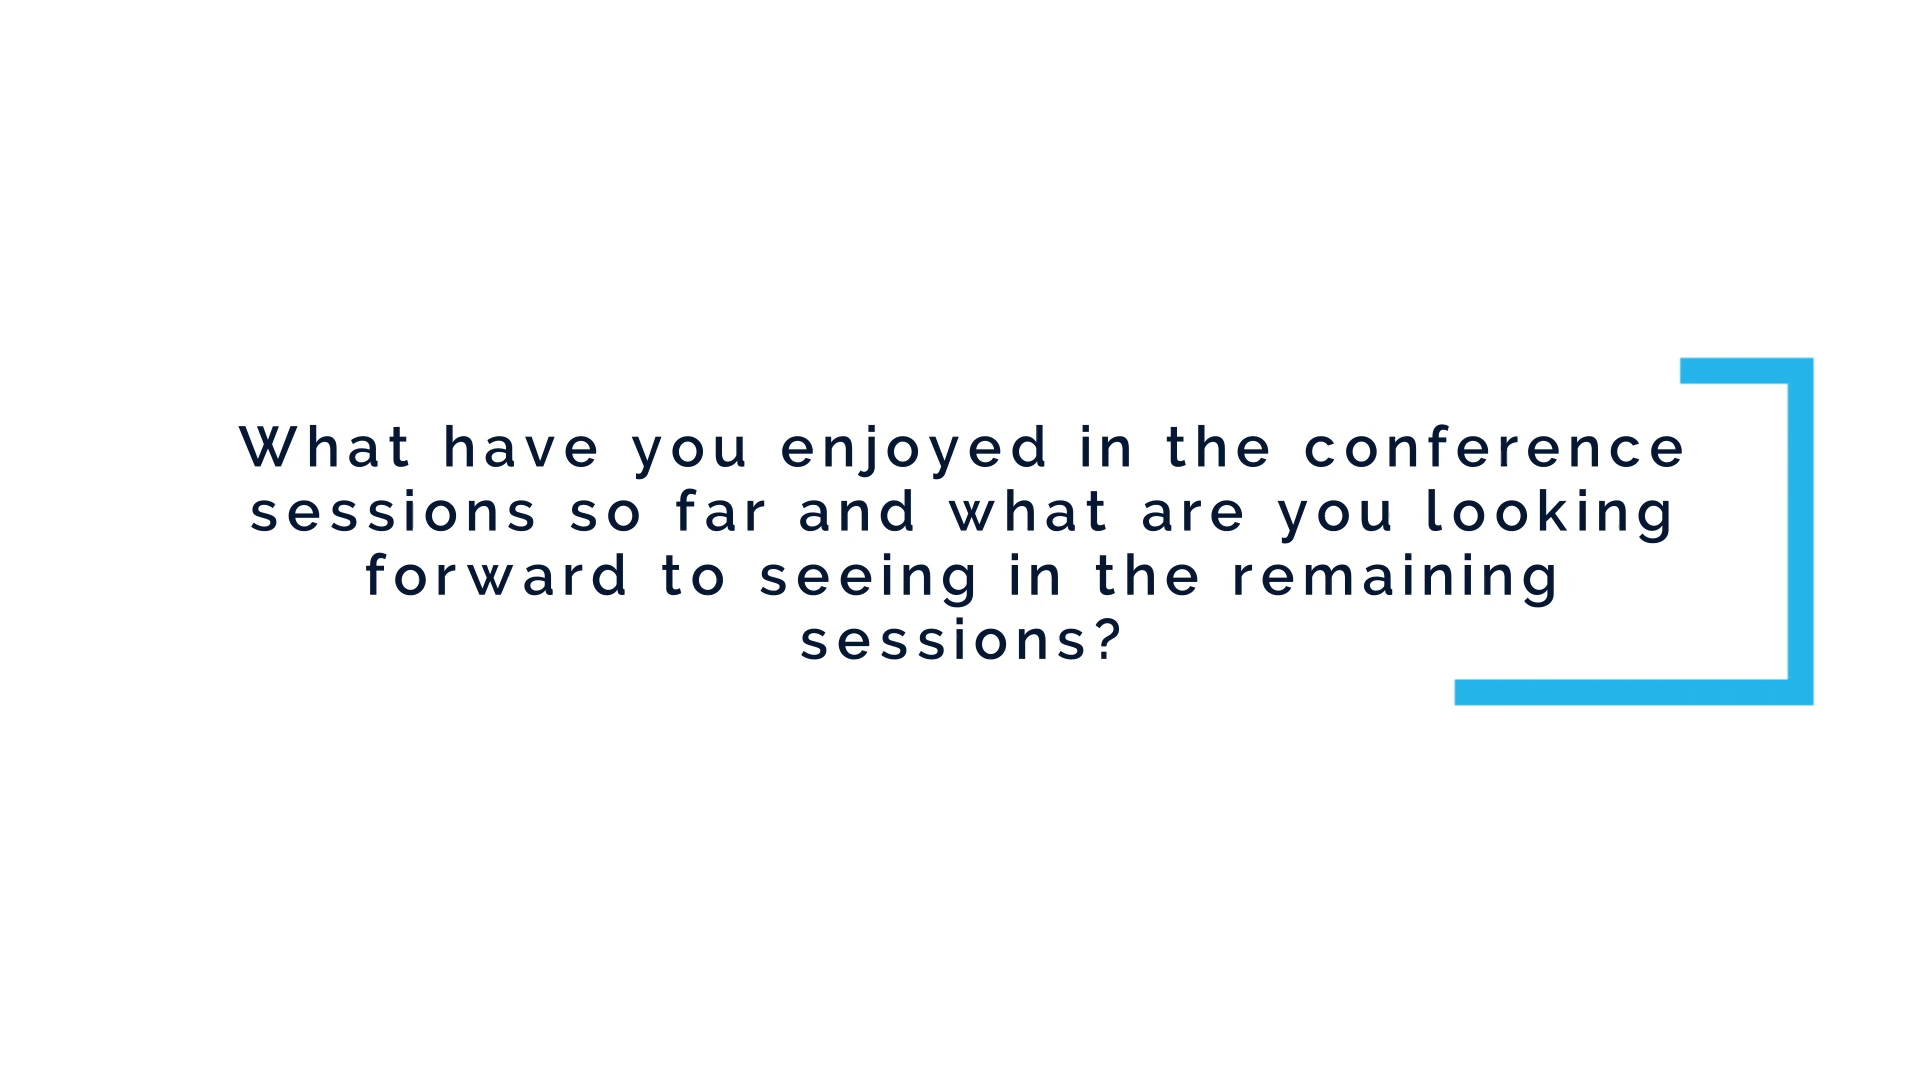 What have you enjoyed in the conference
sessions so far and what are you looking
forward to seeing in the remaining
sessions?